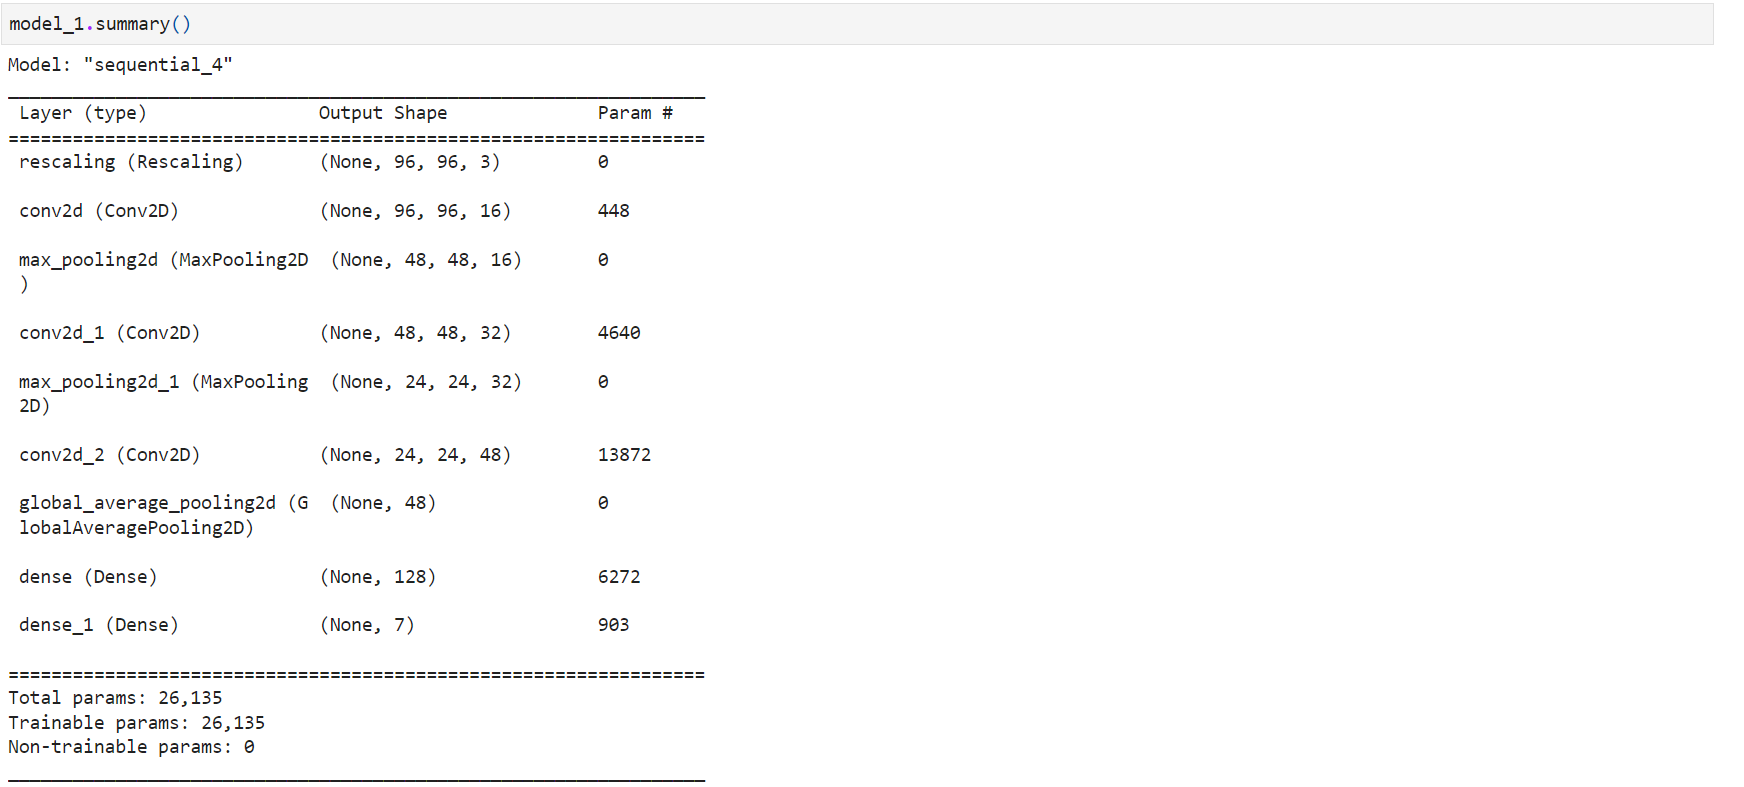 model_1.summary()
Model: "sequential_4"
_________________________________________________________________
Layer (type) Output Shape Param #
=================================================================
rescaling (Rescaling) (None, 96, 96, 3) 0
conv2d (Conv2D) (None, 96, 96, 16) 448
max_pooling2d (MaxPooling2D (None, 48, 48, 16) 0
)
conv2d_1 (Conv2D) (None, 48, 48, 32) 4640
max_pooling2d_1 (MaxPooling (None, 24, 24, 32) 0
2D)
conv2d_2 (Conv2D) (None, 24, 24, 48) 13872
global_average_pooling2d (G (None, 48) 0
lobalAveragePooling2D)
dense (Dense) (None, 128) 6272
dense_1 (Dense) (None, 7) 903
=================================================================
Total params: 26,135
Trainable params: 26,135
Non-trainable params: 0
_________________________________________________________________